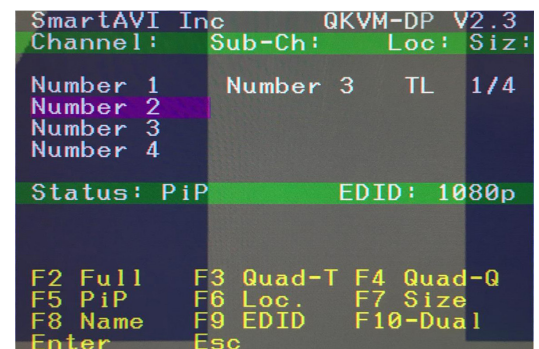 SmartAVI Inc QKVM-DP V2.3
Channel: Sub-Ch: Loc: Siz:
Number 1 Number 3 TL 1/4
Number 2
Number 3
Number 4
Status: PiP EDID: 1080p
F2 Full F3 Quad-T F4 Quad-Q
F5 PiP F6 Loc. F7 Size
F8 Name F9 EDID F10-Dual
Enter Esc